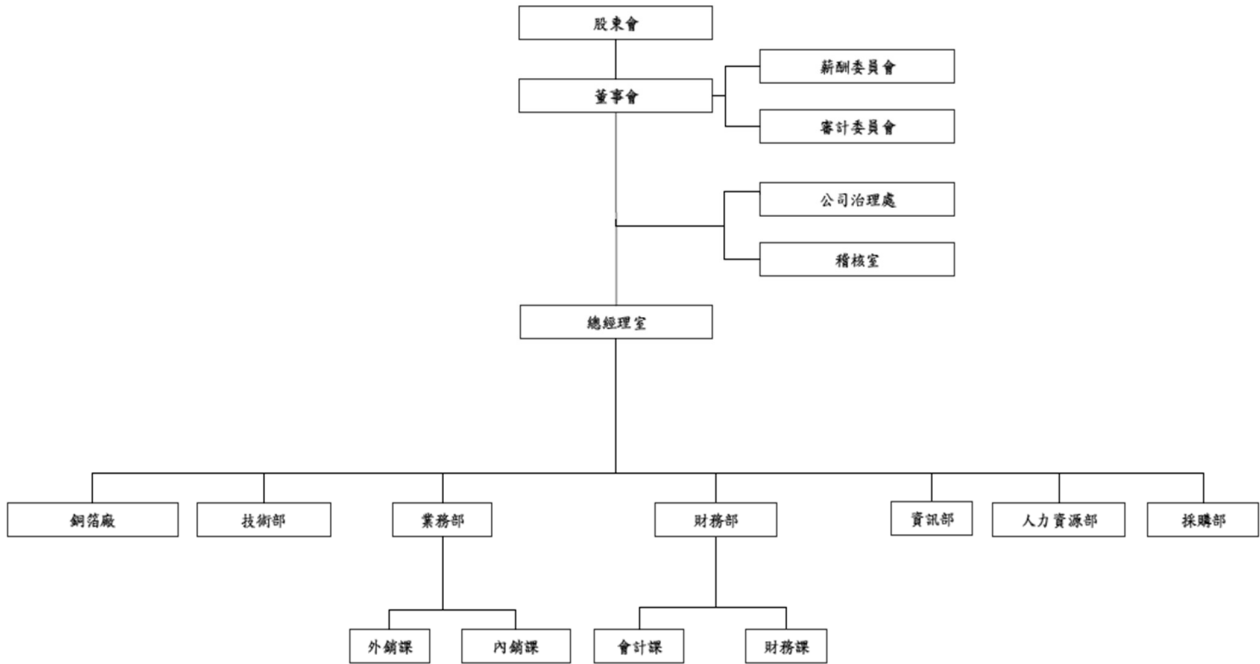 股東會
董事會
薪酬委員會
審計委員會
公司治理處
稽核室
總經理室
銅箔廠
技術部
業務部
財務部
資訊部
人力資源部
採購部
外銷課
內銷課
會計課
財務課